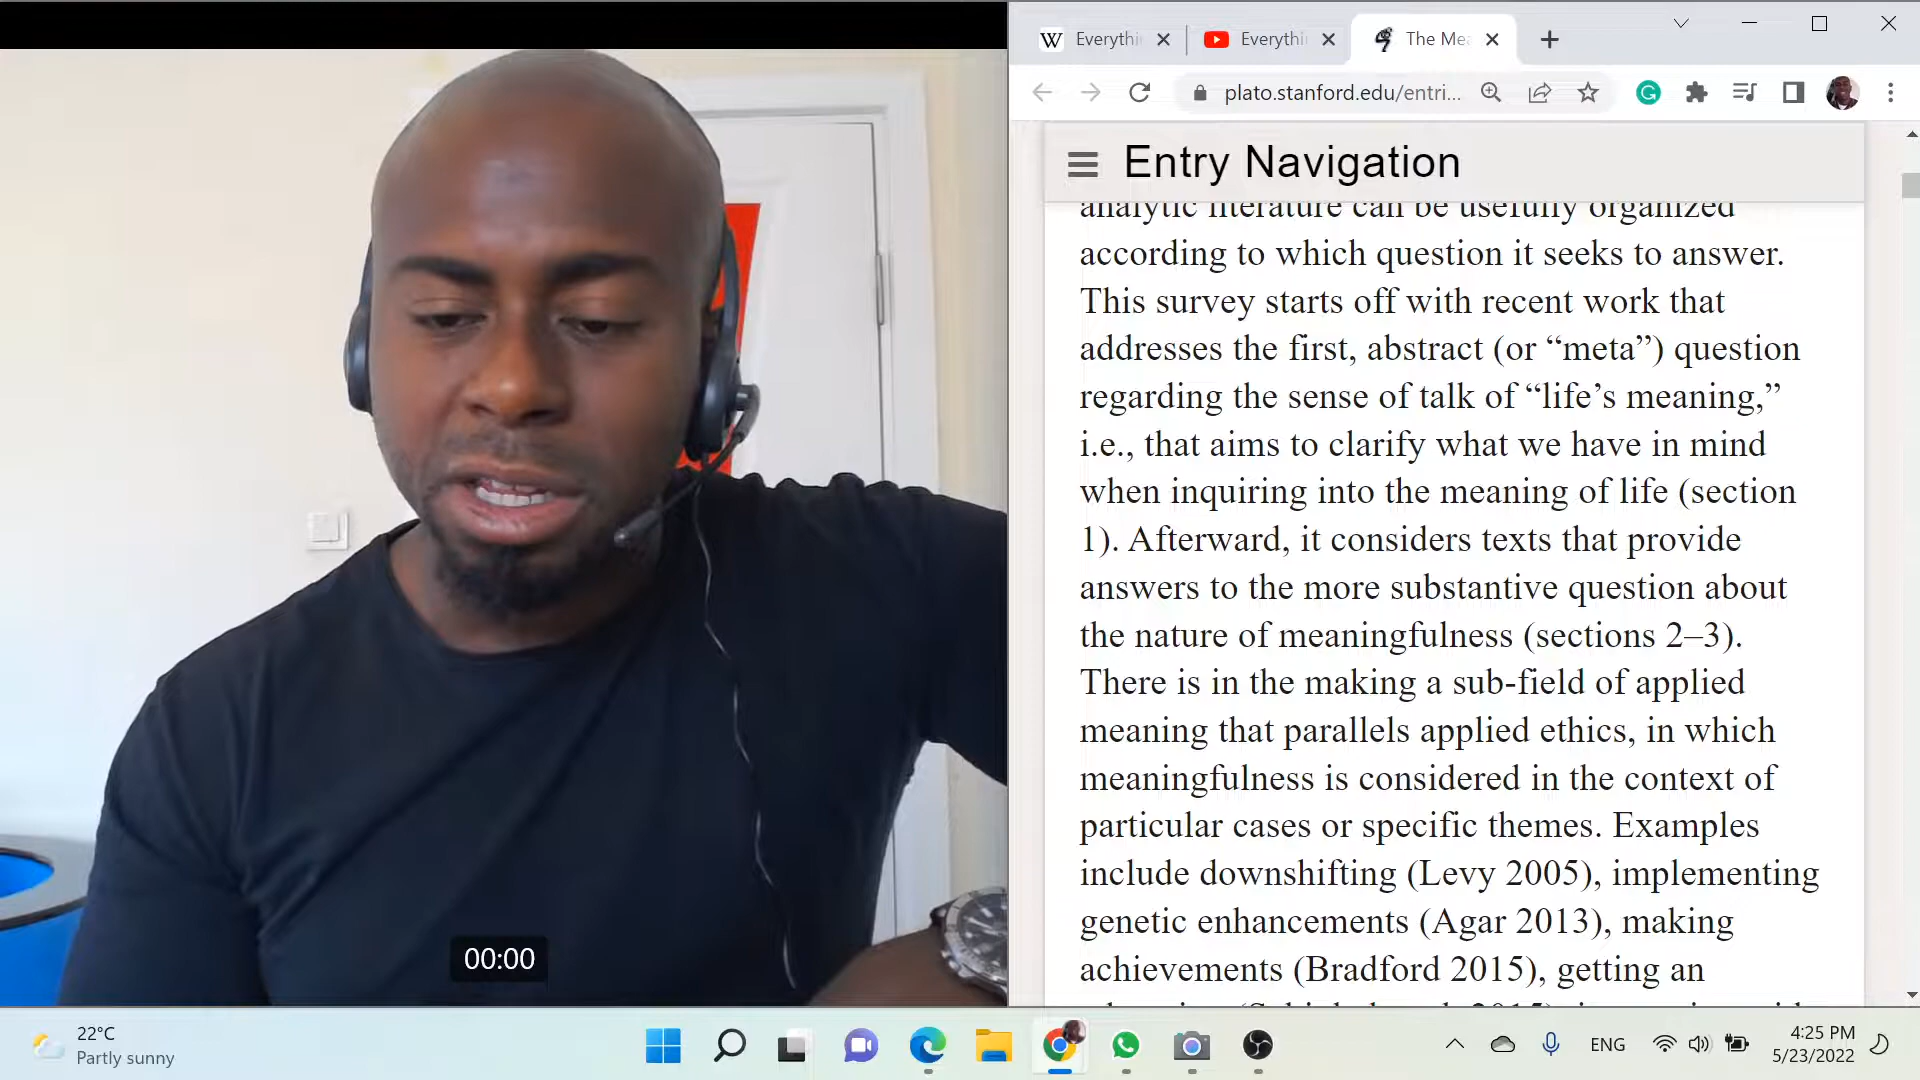 Everythi
Everythi
The Mea
plato.stanford.edu/entri...
Entry Navigation
analytic literature can be usefully organized
according to which question it seeks to answer.
This survey starts off with recent work that
addresses the first, abstract (or “meta”) question
regarding the sense of talk of “life’s meaning,”
i.e., that aims to clarify what we have in mind
when inquiring into the meaning of life (section
1). Afterward, it considers texts that provide
answers to the more substantive question about
the nature of meaningfulness (sections 2–3).
There is in the making a sub-field of applied
meaning that parallels applied ethics, in which
meaningfulness is considered in the context of
particular cases or specific themes. Examples
include downshifting (Levy 2005), implementing
genetic enhancements (Agar 2013), making
achievements (Bradford 2015), getting an
00:00
22°C
Partly sunny
ENG
4:25 PM
5/23/2022